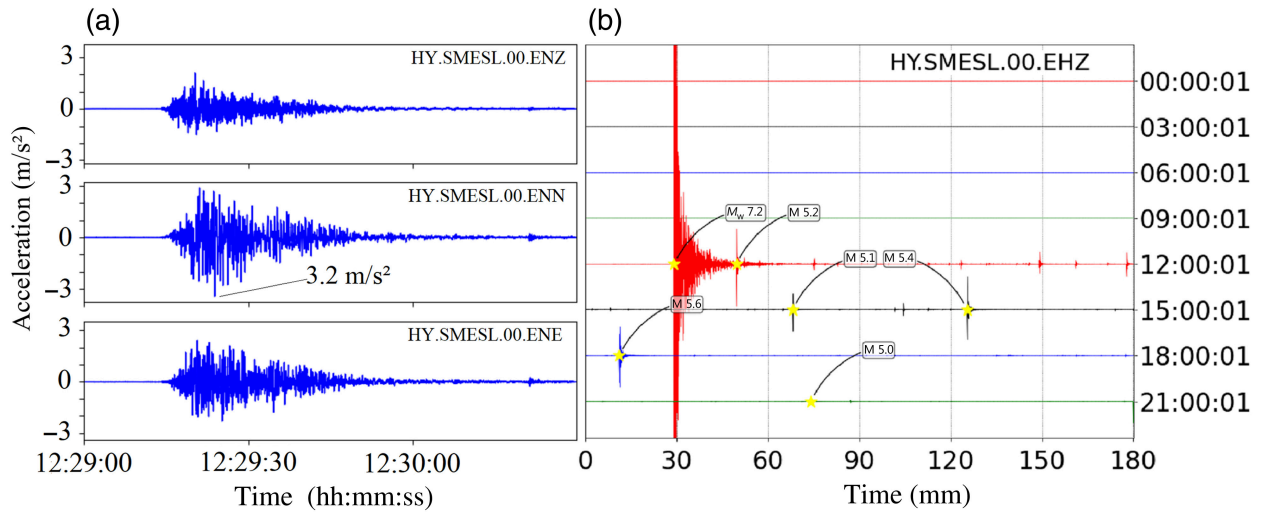 (a)
Acceleration (m/s²)
HY.SMESL.00.ENZ
3
0
−3
HY.SMESL.00.ENN
3
0
−3
3.2 m/s²
HY.SMESL.00.ENE
3
0
−3
12:29:00 12:29:30 12:30:00
Time (hh:mm:ss)
(b)
HY.SMESL.00.EHZ
00:00:01
03:00:01
06:00:01
09:00:01
Mw 7.2 M 5.2
12:00:01
M 5.1 M 5.4
M 5.6
15:00:01
18:00:01
M 5.0
21:00:01
0 30 60 90 120 150 180
Time (mm)